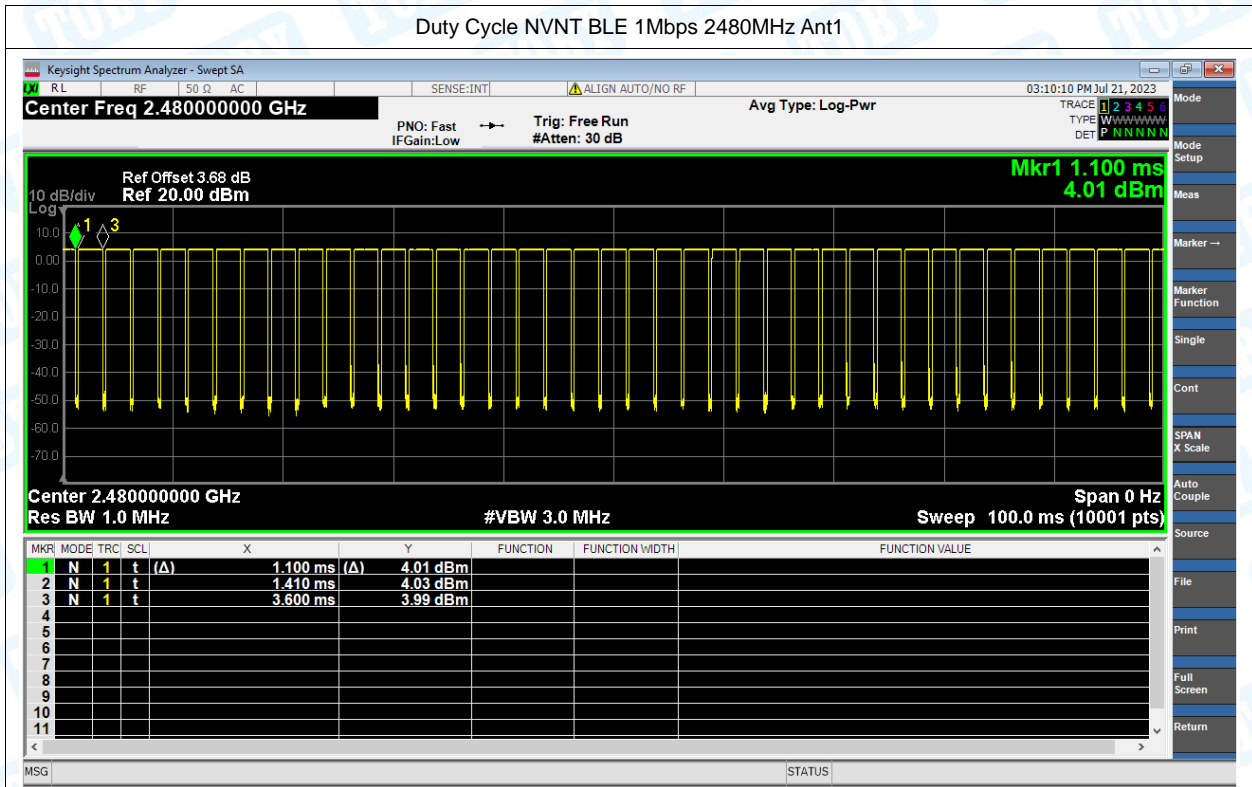 Duty Cycle NVNT BLE 1Mbps 2480MHz Ant1
Keysight Spectrum Analyzer - Swept SA
LXI RL RF 50 Ω AC SENSE:INT ALIGN AUTO/NO RF 03:10:10 PM Jul 21, 2023
Center Freq 2.480000000 GHz
Avg Type: Log-Pwr
TRACE 1 2 3 4 5 6
PNO: Fast Trig: Free Run
TYPE WWWWWWW
IFGain:Low #Atten: 30 dB
DET P N N N N N
Mode
Mode Setup
Meas
Marker →
Marker Function
Single
Cont
SPAN X Scale
Auto Couple
Source
File
Print
Full Screen
Return
Mkr1 1.100 ms
4.01 dBm
Ref Offset 3.68 dB
10 dB/div Ref 20.00 dBm
Log
1 3
10.0
0.00
-10.0
-20.0
-30.0
-40.0
-50.0
-60.0
-70.0
Center 2.480000000 GHz Span 0 Hz
Res BW 1.0 MHz #VBW 3.0 MHz Sweep 100.0 ms (10001 pts)
MKR MODE TRC SCL X Y FUNCTION FUNCTION WIDTH FUNCTION VALUE
1 N 1 t (Δ) 1.100 ms (Δ) 4.01 dBm
2 N 1 t 1.410 ms 4.03 dBm
3 N 1 t 3.600 ms 3.99 dBm
4
5
6
7
8
9
10
11
MSG STATUS
TOBY